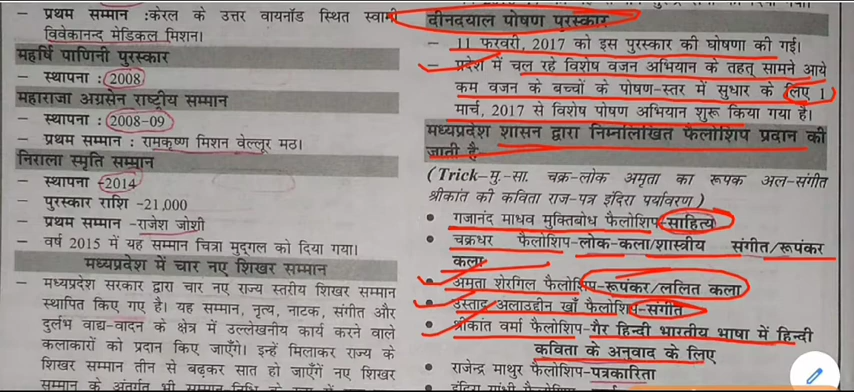 – प्रथम सम्मान :केरल के उत्तर वायनॉड स्थित स्वामी
विवेकानन्द मेडिकल मिशन।
महर्षि पाणिनी पुरस्कार
– स्थापना : 2008
महाराजा अग्रसेन राष्ट्रीय सम्मान
– स्थापना : 2008-09
– प्रथम सम्मान : रामकृष्ण मिशन वेल्लूर मठ।
निराला स्मृति सम्मान
– स्थापना -2014
– पुरस्कार राशि -21,000
– प्रथम सम्मान -राजेश जोशी
– वर्ष 2015 में यह सम्मान चित्रा मुद्गल को दिया गया।
मध्यप्रदेश में चार नए शिखर सम्मान
– मध्यप्रदेश सरकार द्वारा चार नए राज्य स्तरीय शिखर सम्मान
स्थापित किए गए है। यह सम्मान, नृत्य, नाटक, संगीत और
दुर्लभ वाद्य-वादन के क्षेत्र में उल्लेखनीय कार्य करने वाले
कलाकारों को प्रदान किए जाएँगे। इन्हें मिलाकर राज्य के
शिखर सम्मान तीन से बढ़कर सात हो जाएँगे नए शिखर
सम्मान के अंतर्गत भी सम्मान निधि
दीनदयाल पोषण पुरस्कार
– 11 फरवरी, 2017 को इस पुरस्कार की घोषणा की गई।
– प्रदेश में चल रहे विशेष वजन अभियान के तहत् सामने आये
कम वजन के बच्चों के पोषण-स्तर में सुधार के लिए 1
मार्च, 2017 से विशेष पोषण अभियान शुरू किया गया है।
मध्यप्रदेश शासन द्वारा निम्नलिखित फैलोशिप प्रदान की
जाती है
(Trick-मु.-सा. चक्र-लोक अमृता का रूपक अल-संगीत
श्रीकांत की कविता राज-पत्र इंदिरा पर्यावरण)
• गजानंद माधव मुक्तिबोध फैलोशिप-साहित्य
• चक्रधर फैलोशिप-लोक-कला/शास्त्रीय संगीत/रूपंकर
कला
• अमृता शेरगिल फैलोशिप-रूपंकर/ललित कला
• उस्ताद अलाउद्दीन खाँ फैलोशिप-संगीत
• श्रीकांत वर्मा फैलोशिप-गैर हिन्दी भारतीय भाषा में हिन्दी
कविता के अनुवाद के लिए
• राजेन्द्र माथुर फैलोशिप-पत्रकारिता
• इंदिरा गांधी फैलोशिप